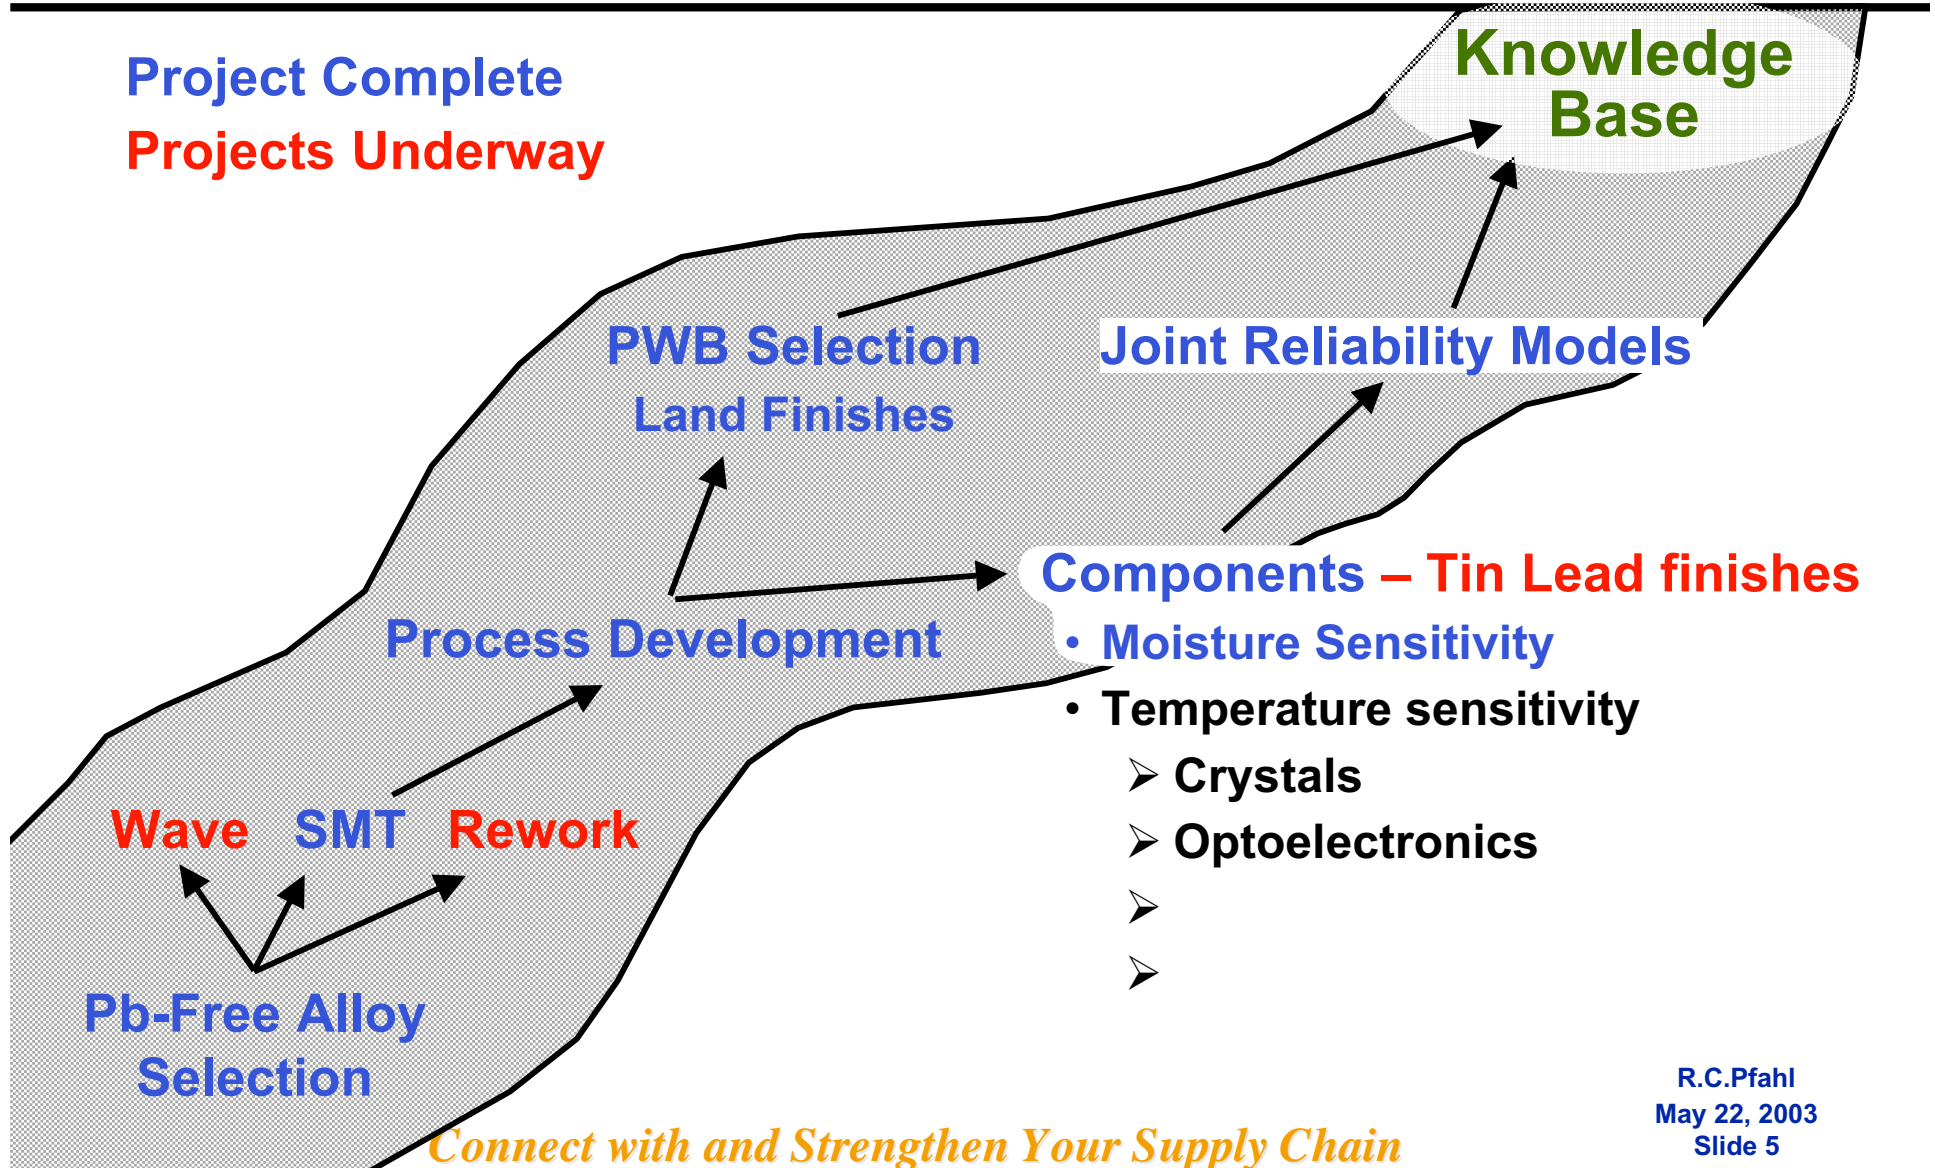 Project Complete
Projects Underway
Knowledge
Base
PWB Selection
Land Finishes
Joint Reliability Models
Components – Tin Lead finishes
• Moisture Sensitivity
• Temperature sensitivity
➢ Crystals
➢ Optoelectronics
➢
➢
Process Development
Wave SMT Rework
Pb-Free Alloy
Selection
Connect with and Strengthen Your Supply Chain
R.C.Pfahl
May 22, 2003
Slide 5